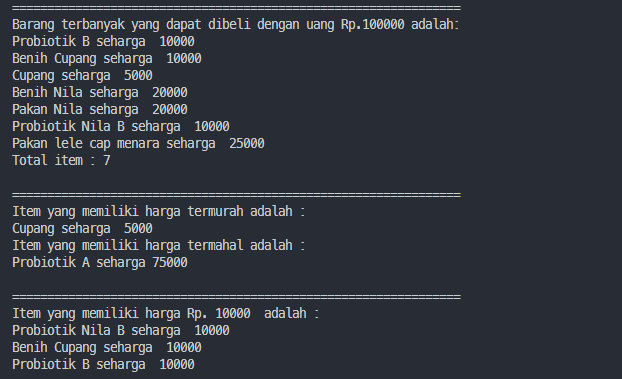 ================================================================
Barang terbanyak yang dapat dibeli dengan uang Rp.100000 adalah:
Probiotik B seharga  10000
Benih Cupang seharga  10000
Cupang seharga  5000
Benih Nila seharga  20000
Pakan Nila seharga  20000
Probiotik Nila B seharga  10000
Pakan lele cap menara seharga  25000
Total item : 7
================================================================
Item yang memiliki harga termurah adalah :
Cupang seharga  5000
Item yang memiliki harga termahal adalah :
Probiotik A seharga 75000
================================================================
Item yang memiliki harga Rp. 10000  adalah :
Probiotik Nila B seharga  10000
Benih Cupang seharga  10000
Probiotik B seharga  10000